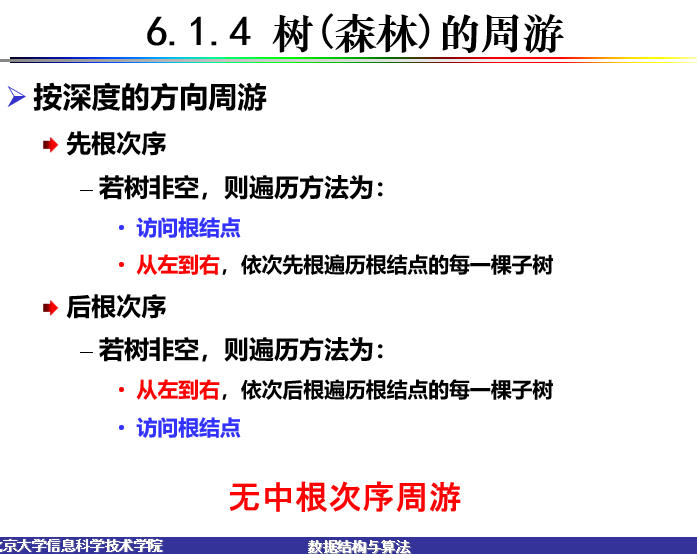 6.1.4 树(森林)的周游
按深度的方向周游
先根次序
– 若树非空，则遍历方法为：
• 访问根结点
• 从左到右，依次先根遍历根结点的每一棵子树
后根次序
– 若树非空，则遍历方法为：
• 从左到右，依次后根遍历根结点的每一棵子树
• 访问根结点
无中根次序周游
京大学信息科学技术学院
数据结构与算法